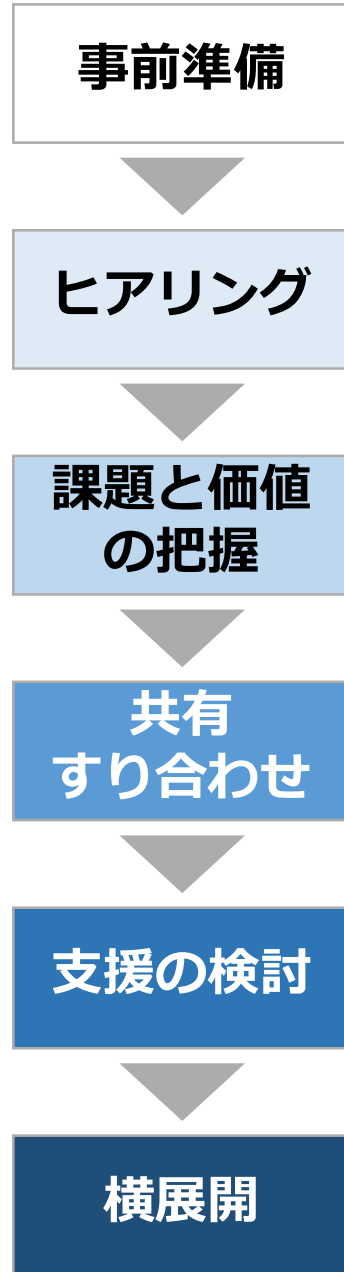 事前準備
ヒアリング
課題と価値
の把握
共有
すり合わせ
支援の検討
横展開